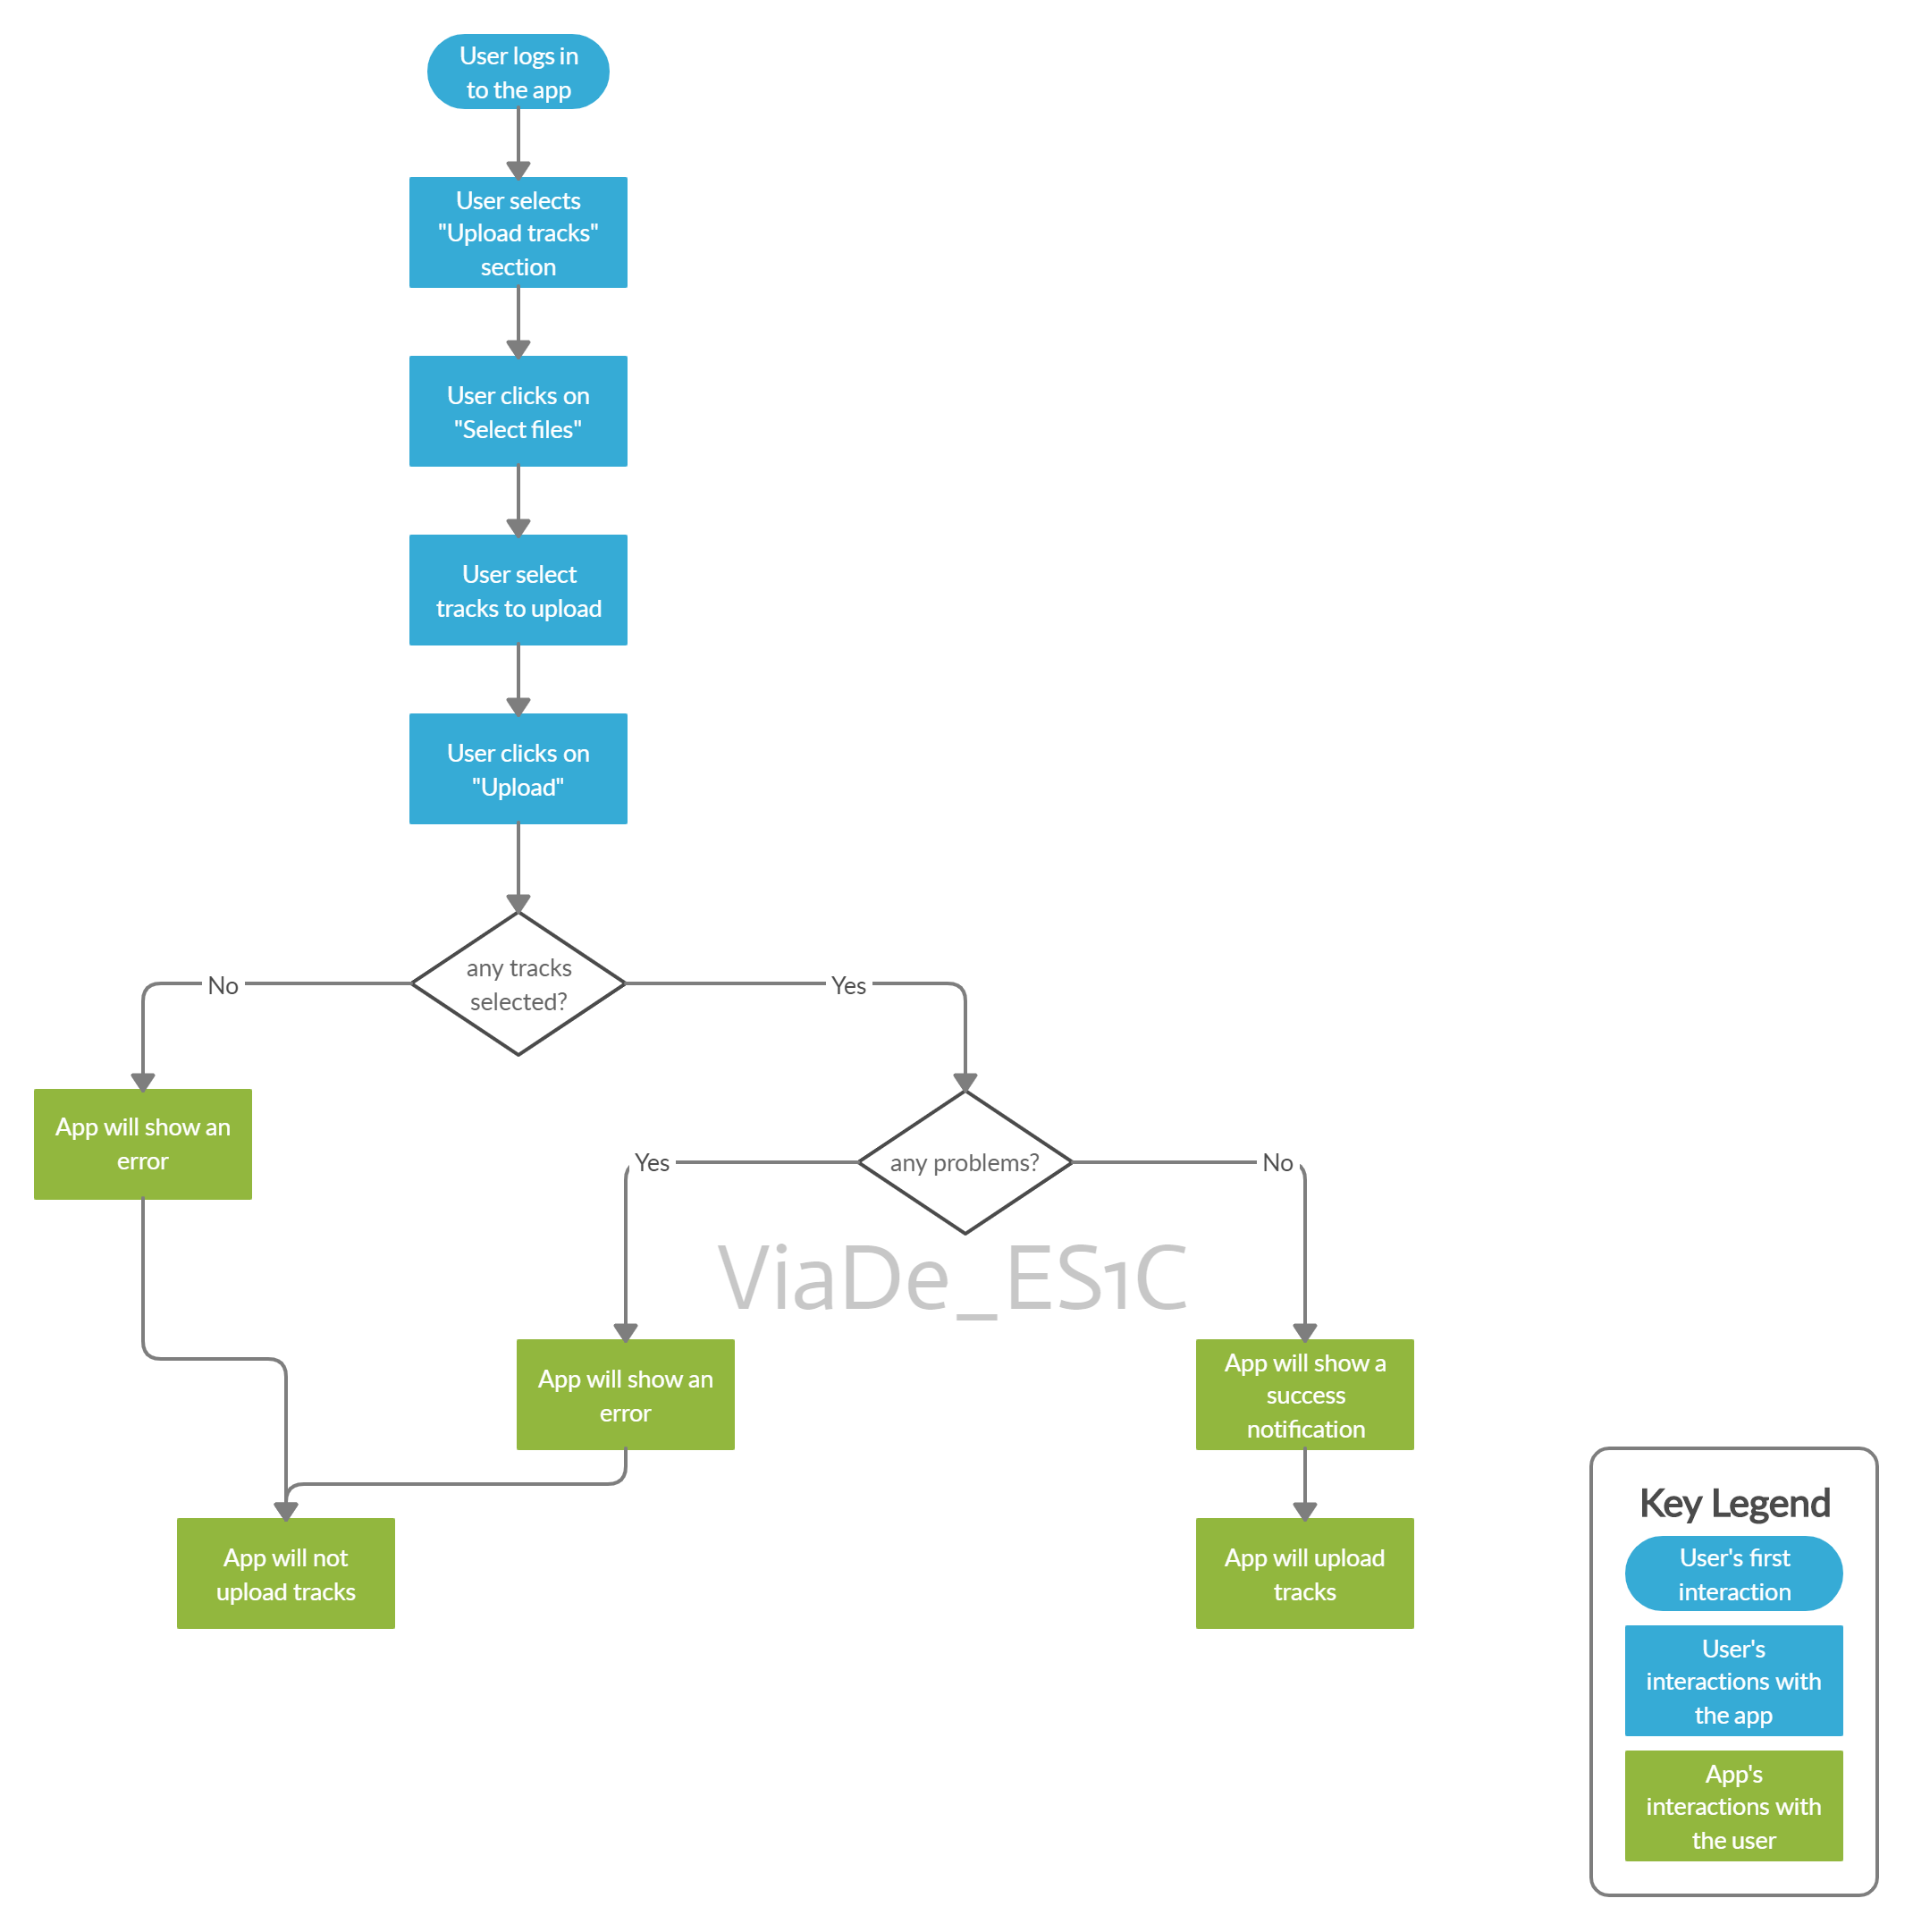 User logs in
to the app
User selects
"Upload tracks"
section
User clicks on
"Select files"
User select
tracks to upload
User clicks on
"Upload"
any tracks
selected?
No
Yes
App will show an
error
any problems?
Yes
No
ViaDe_ES1C
App will show an
error
App will show a
success
notification
App will not
upload tracks
App will upload
tracks
Key Legend
User's first
interaction
User's
interactions with
the app
App's
interactions with
the user